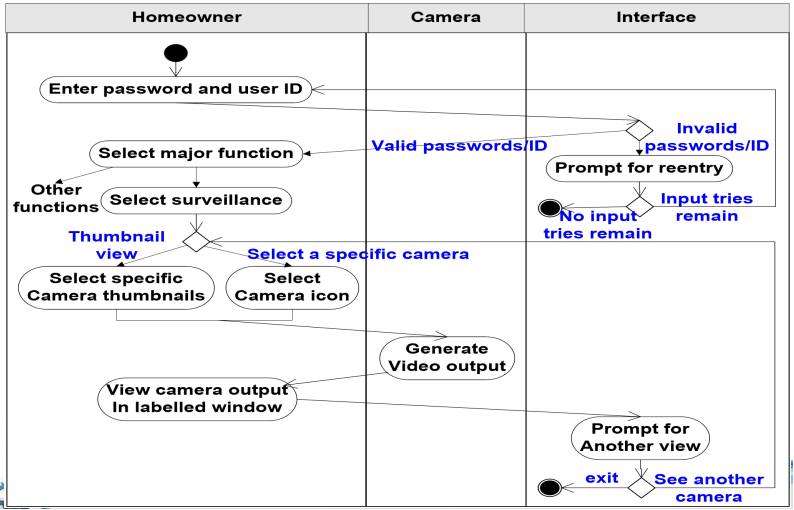 Homeowner
Camera
Interface
Enter password and user ID
Invalid
passwords/ID
Valid passwords/ID
Select major function
Prompt for reentry
Other
functions
Select surveillance
Input tries
remain
No input
tries remain
Thumbnail
view
Select a specific camera
Select specific
Camera thumbnails
Select
Camera icon
Generate
Video output
View camera output
In labelled window
Prompt for
Another view
exit
See another
camera